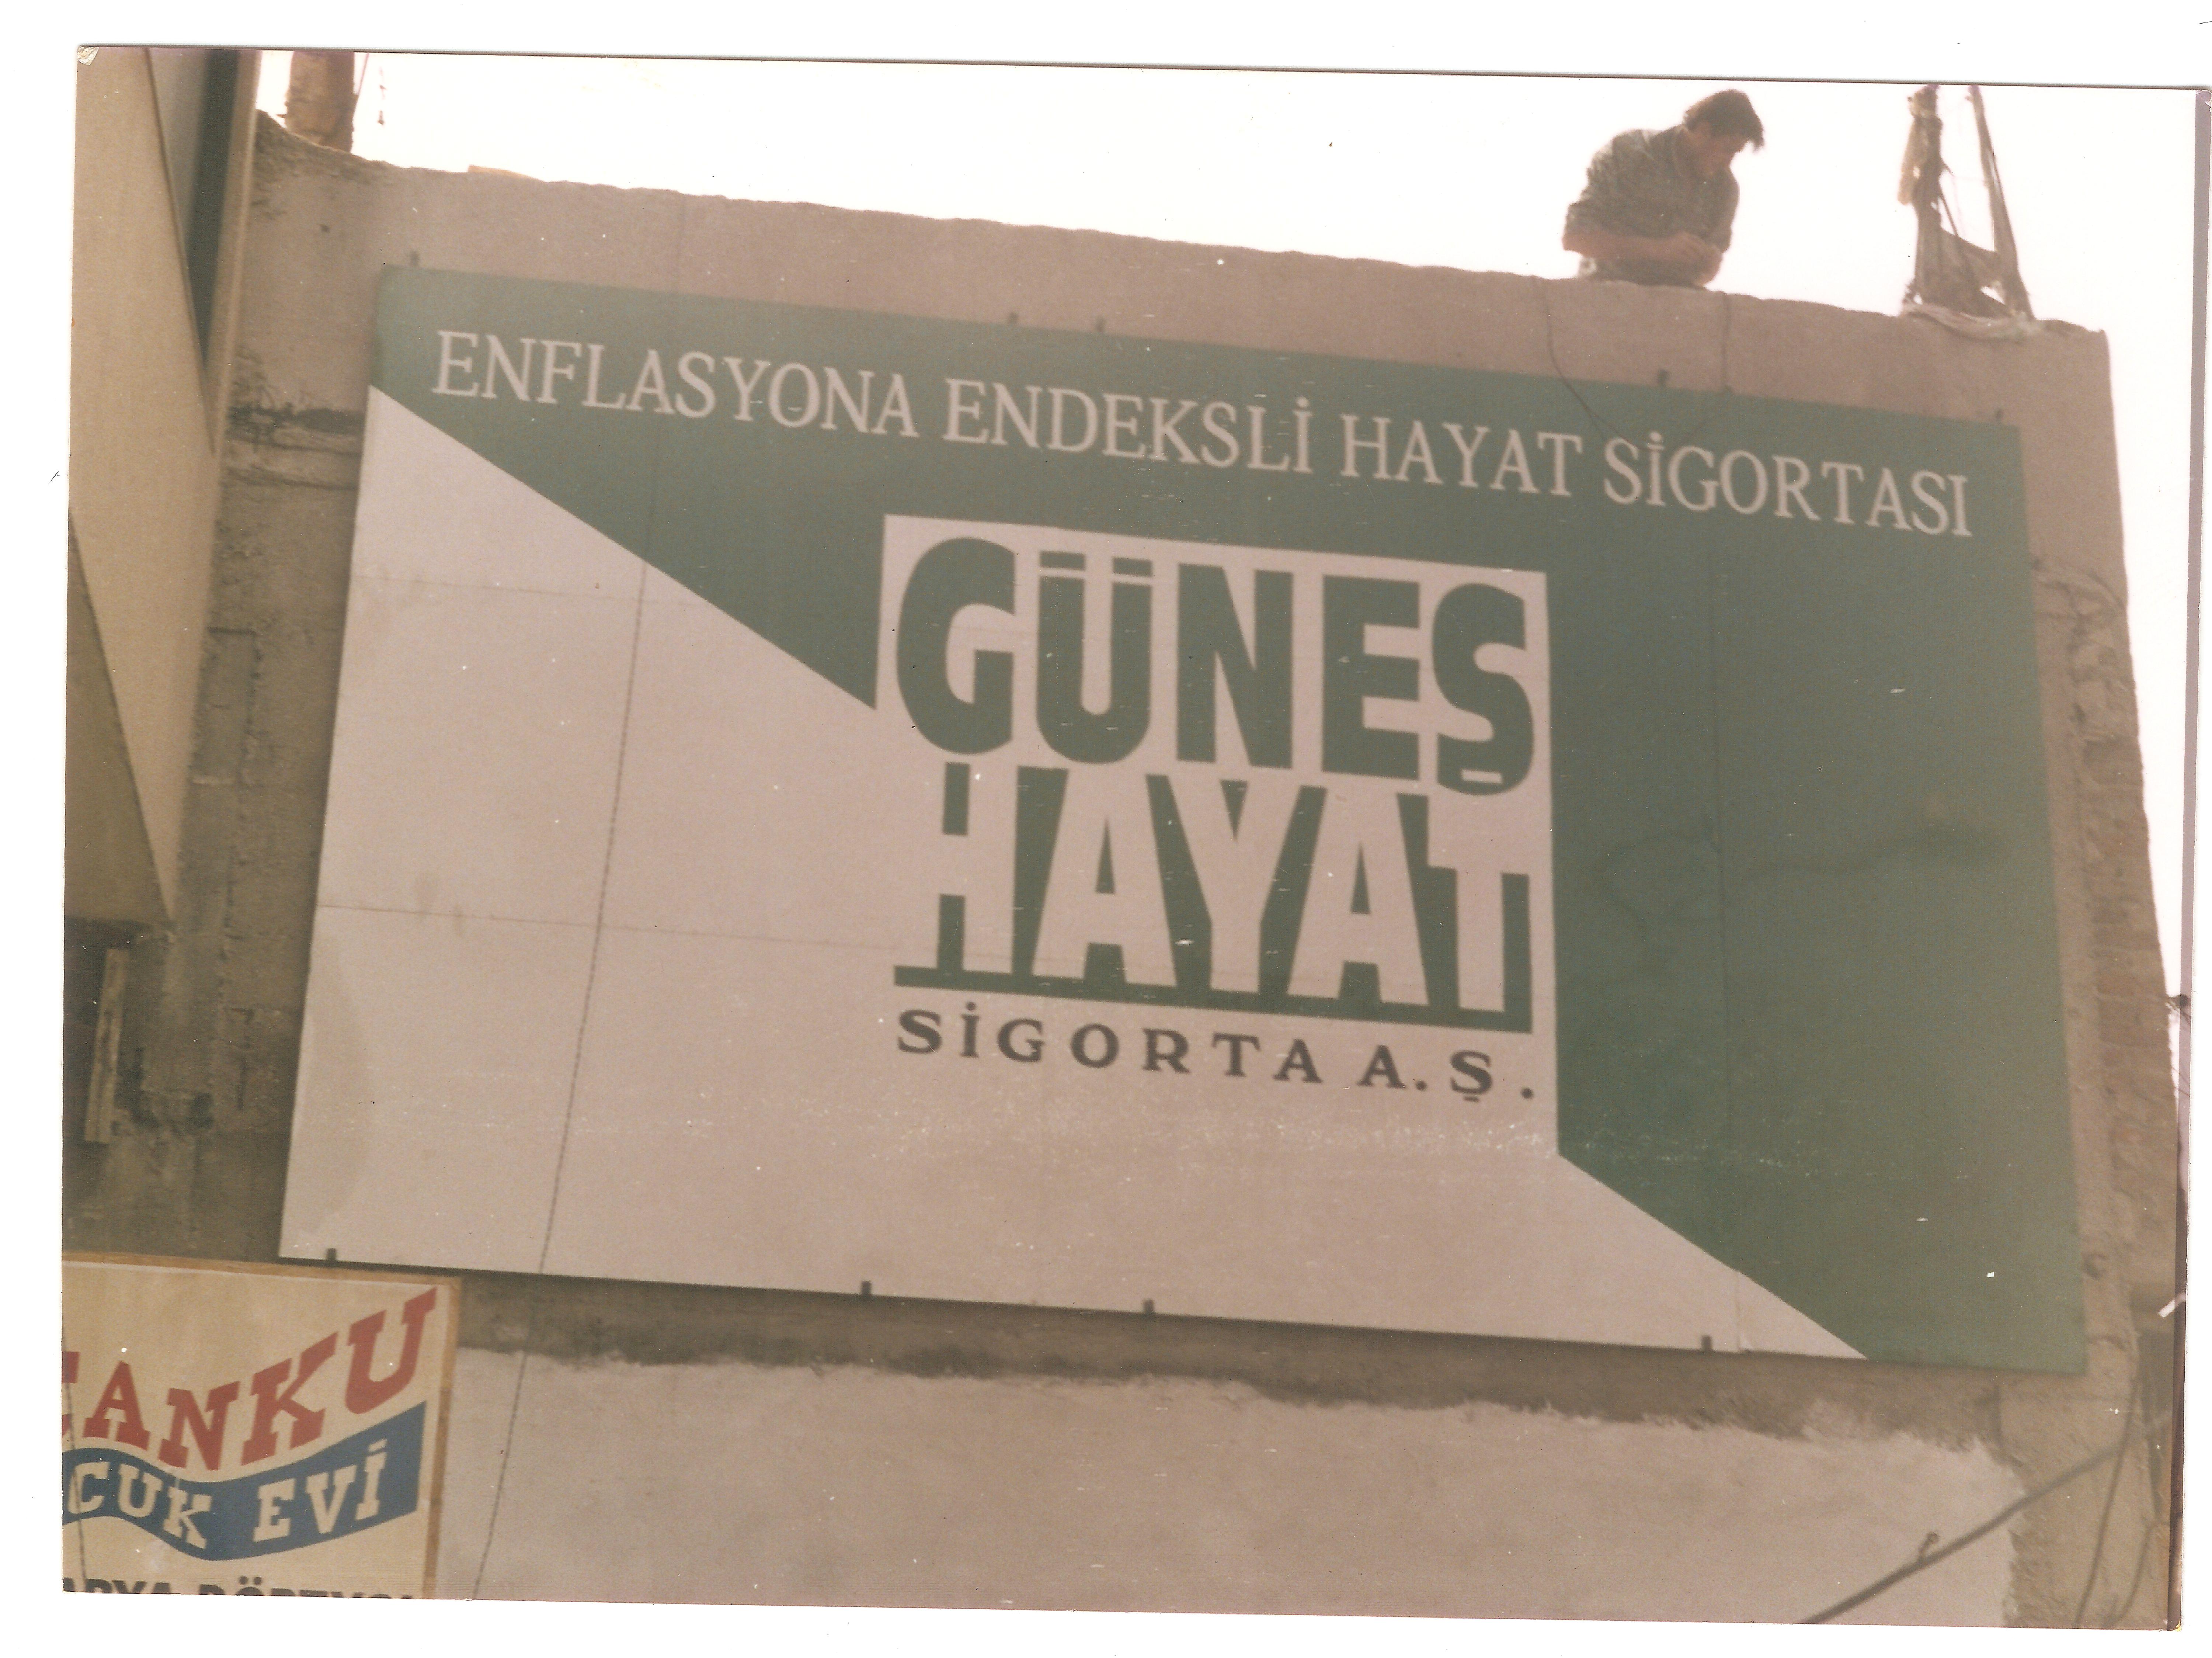 ENFLASYONA ENDEKSLİ HAYAT SİGORTASI
GÜNEŞ
HAYAT
SİGORTA A.Ş.
ANKU
CUK EVİ